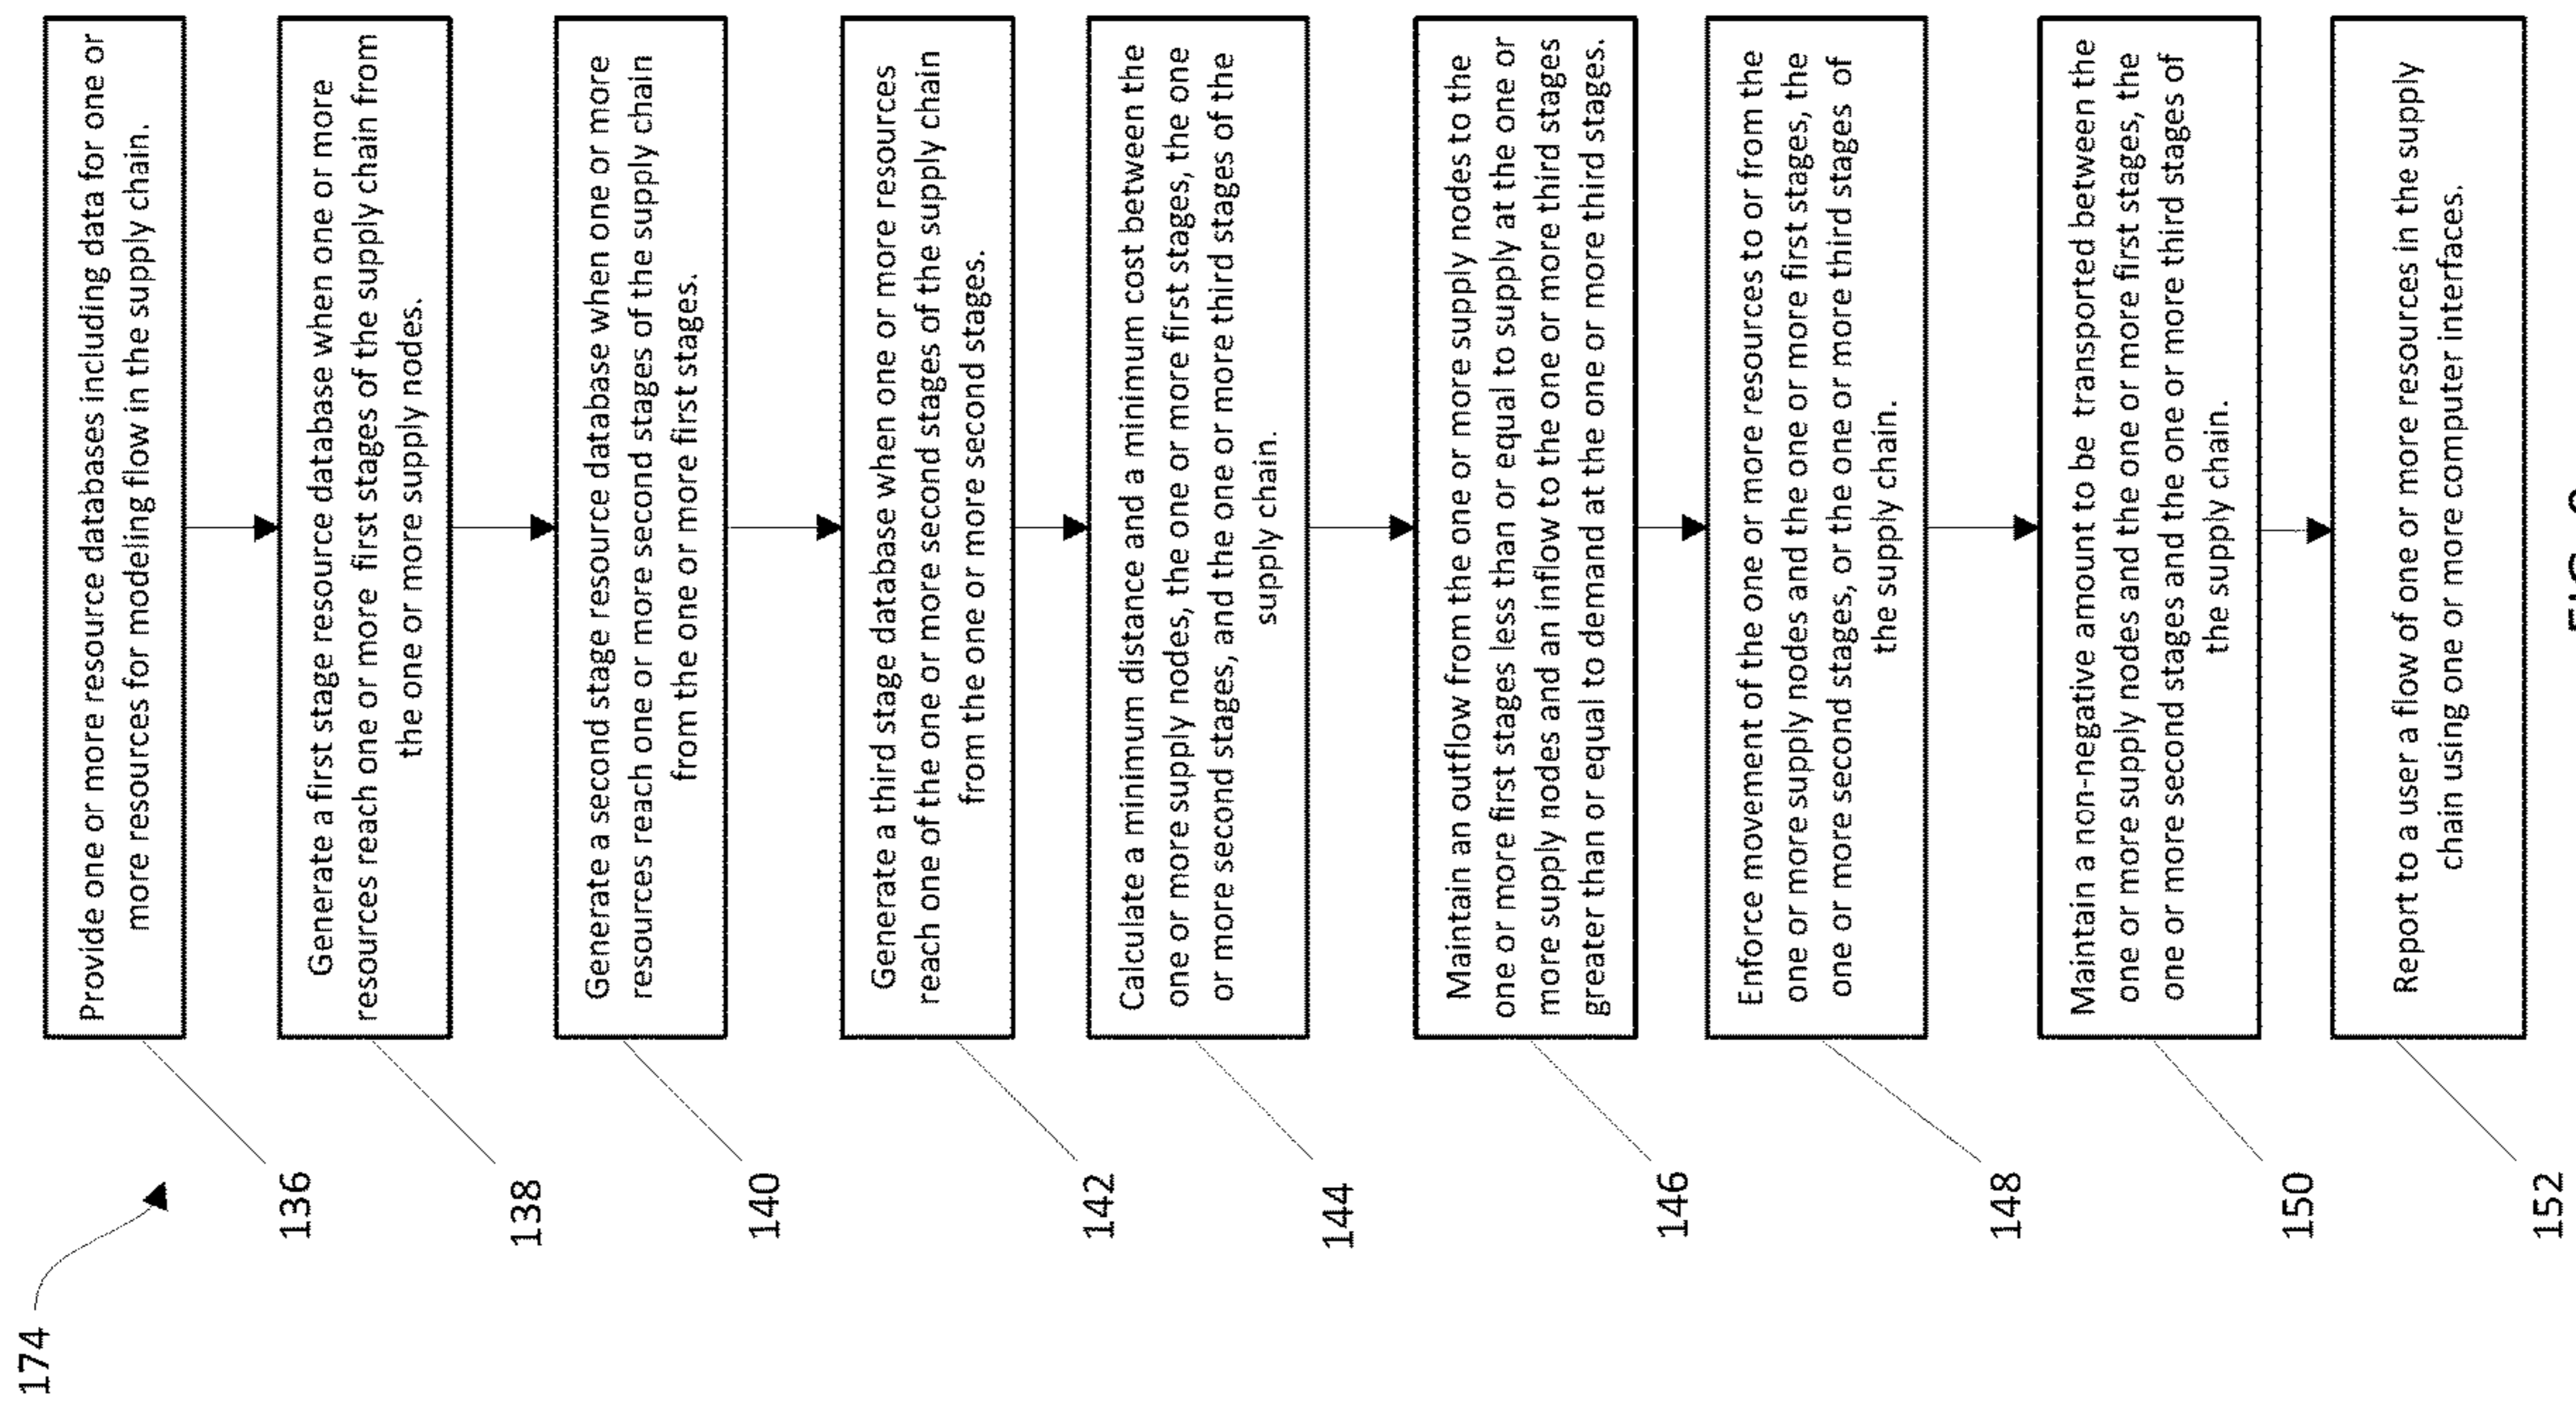 174
136
Provide one or more resource databases including data for one or
more resources for modeling flow in the supply chain.
138
Generate a first stage resource database when one or more
resources reach one or more first stages of the supply chain from
the one or more supply nodes.
140
Generate a second stage resource database when one or more
resources reach one or more second stages of the supply chain
from the one or more first stages.
142
Generate a third stage database when one or more resources
reach one of the one or more second stages of the supply chain
from the one or more second stages.
144
Calculate a minimum distance and a minimum cost between the
one or more supply nodes, the one or more first stages, the one
or more second stages, and the one or more third stages of the
supply chain.
146
Maintain an outflow from the one or more supply nodes to the
one or more first stages less than or equal to supply at the one or
more supply nodes and an inflow to the one or more third stages
greater than or equal to demand at the one or more third stages.
148
Enforce movement of the one or more resources to or from the
one or more supply nodes and the one or more first stages, the
one or more second stages, or the one or more third stages of
the supply chain.
150
Maintain a non-negative amount to be transported between the
one or more supply nodes and the one or more first stages, the
one or more second stages and the one or more third stages of
the supply chain.
152
Report to a user a flow of one or more resources in the supply
chain using one or more computer interfaces.